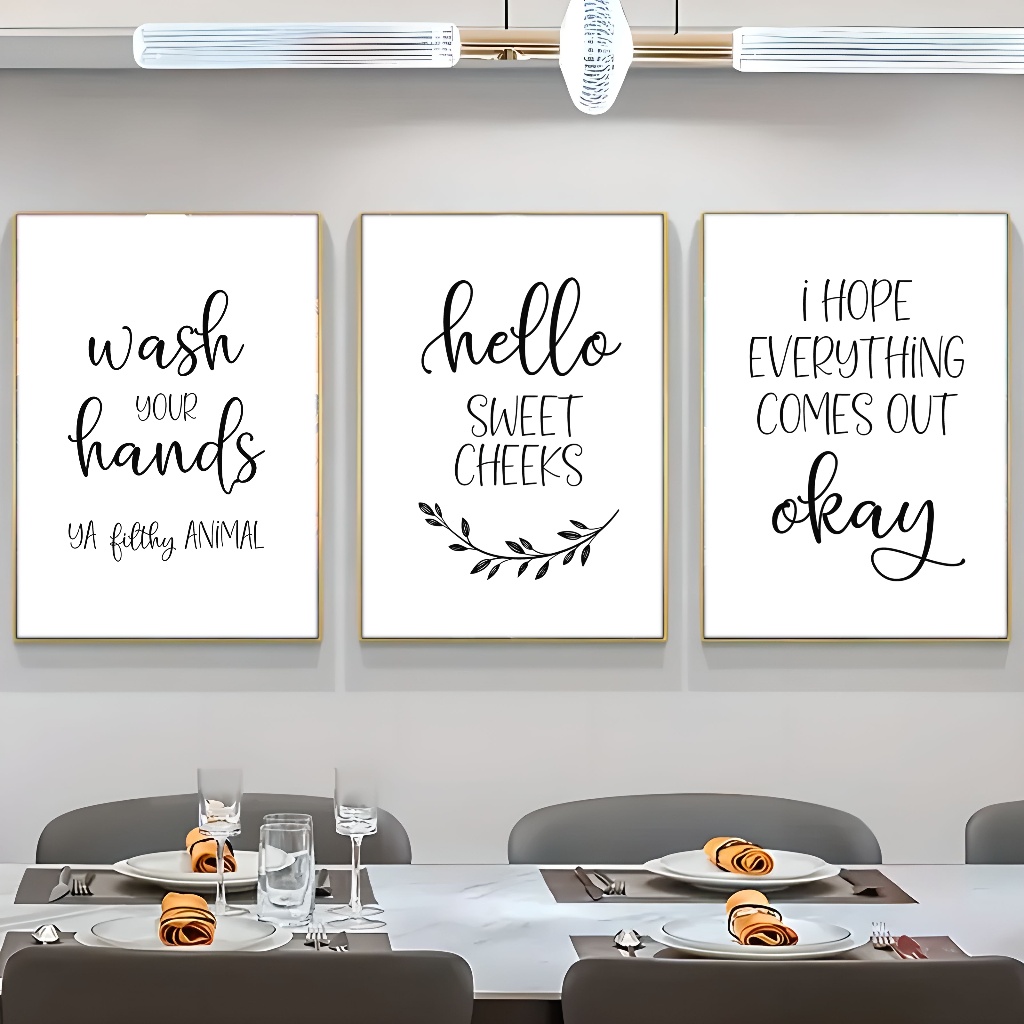 wash
YOUR
hands
YA filthy ANiMAL
hello
SWEET
CHEEKS
i HOPE
EVERYTHiNG
COMES OUT
okay